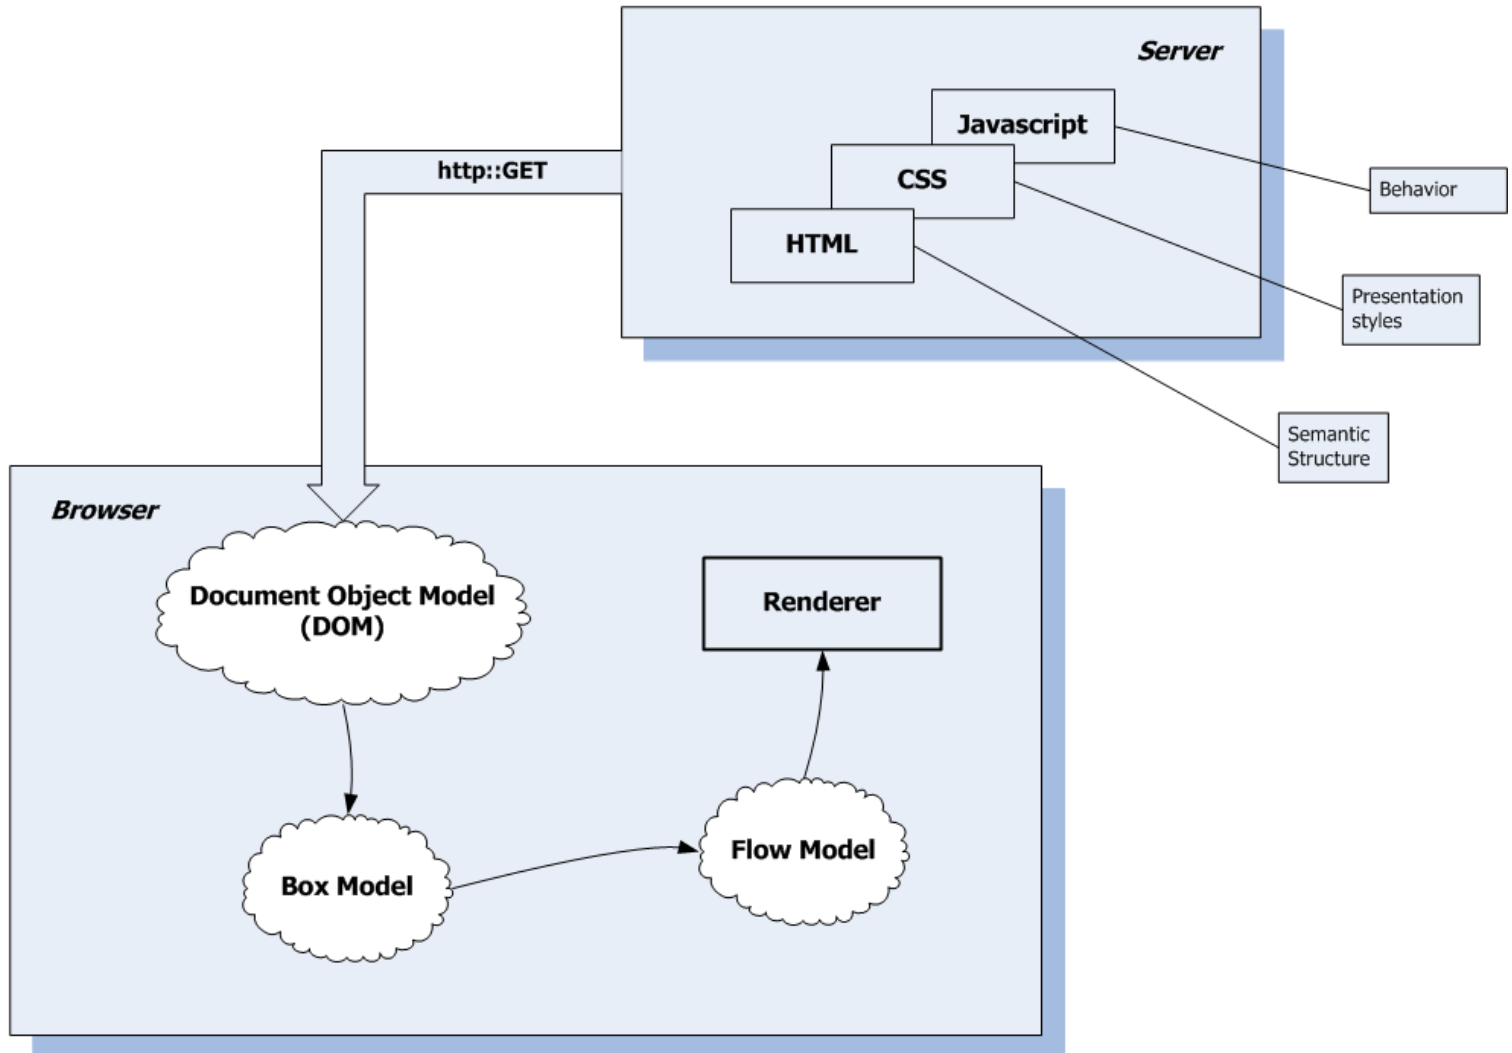 Server
Javascript
http::GET
CSS
Behavior
HTML
Presentation
styles
Semantic
Structure
Browser
Document Object Model
(DOM)
Renderer
Flow Model
Box Model